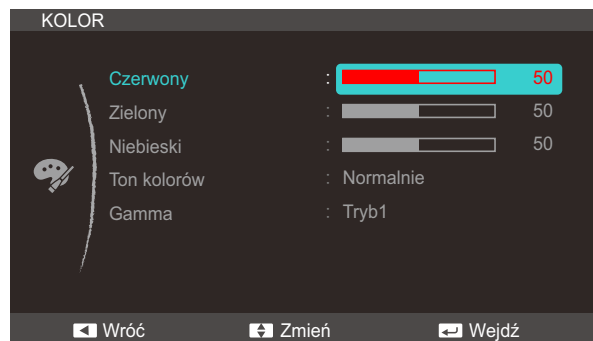 KOLOR
Czerwony : 50
Zielony : 50
Niebieski : 50
Ton kolorów : Normalnie
Gamma : Tryb1
Wróć Zmień Wejdź